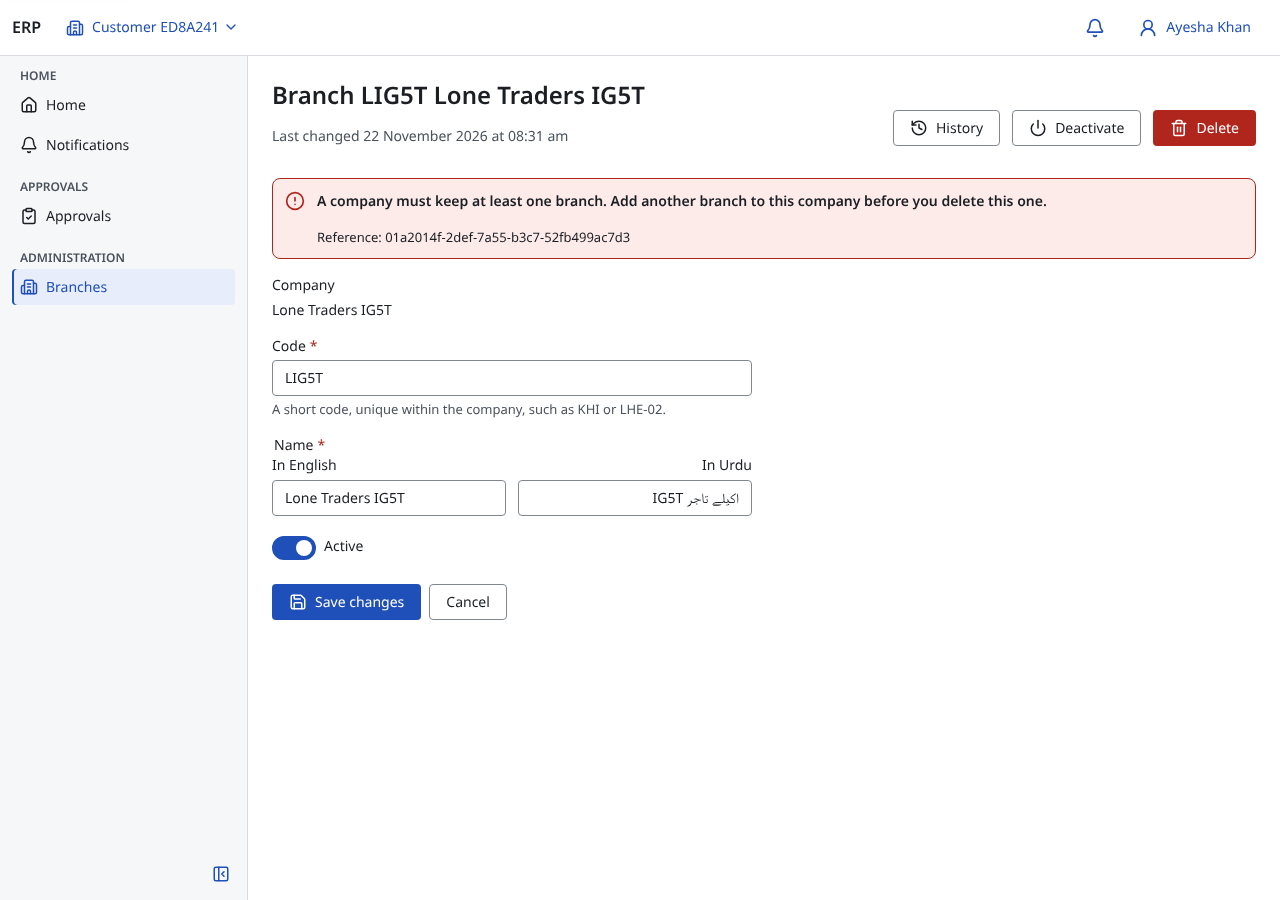 ERP
Customer ED8A241
Ayesha Khan
HOME
Home
Notifications
APPROVALS
Approvals
ADMINISTRATION
Branches
Branch LIG5T Lone Traders IG5T
Last changed 22 November 2026 at 08:31 am
History
Deactivate
Delete
A company must keep at least one branch. Add another branch to this company before you delete this one.
Reference: 01a2014f-2def-7a55-b3c7-52fb499ac7d3
Company
Lone Traders IG5T
Code *
LIG5T
A short code, unique within the company, such as KHI or LHE-02.
Name *
In English
In Urdu
Lone Traders IG5T
اکیلے تاجر IG5T
Active
Save changes
Cancel